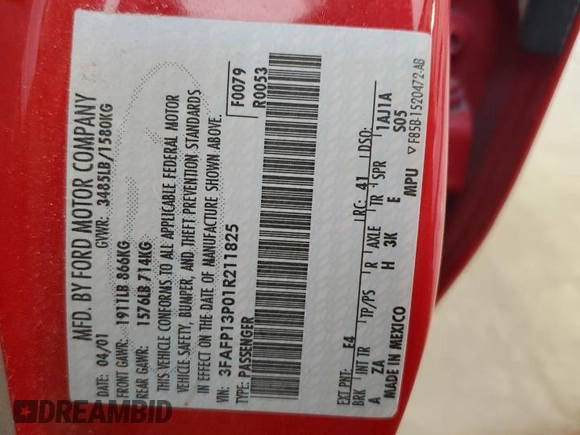 MFD. BY FORD MOTOR COMPANY
DATE: 04/01 GVWR: 3485LB/1580KG
FRONT GAWR: 1911LB 866KG
REAR GAWR: 1576LB 714KG
THIS VEHICLE CONFORMS TO ALL APPLICABLE FEDERAL MOTOR
VEHICLE SAFETY, BUMPER, AND THEFT PREVENTION STANDARDS
IN EFFECT ON THE DATE OF MANUFACTURE SHOWN ABOVE.
VIN: 3FAFP13P01R211825
TYPE: PASSENGER
F0079
R0053
EXT PNT: E4 RC: 41 DSO:
BRK INT TR TP/PS R AXLE TR SPR 1AJ1A
A ZA H 3K E S05
MADE IN MEXICO MPU
▽F85B-1520472-AB
DREAMBID